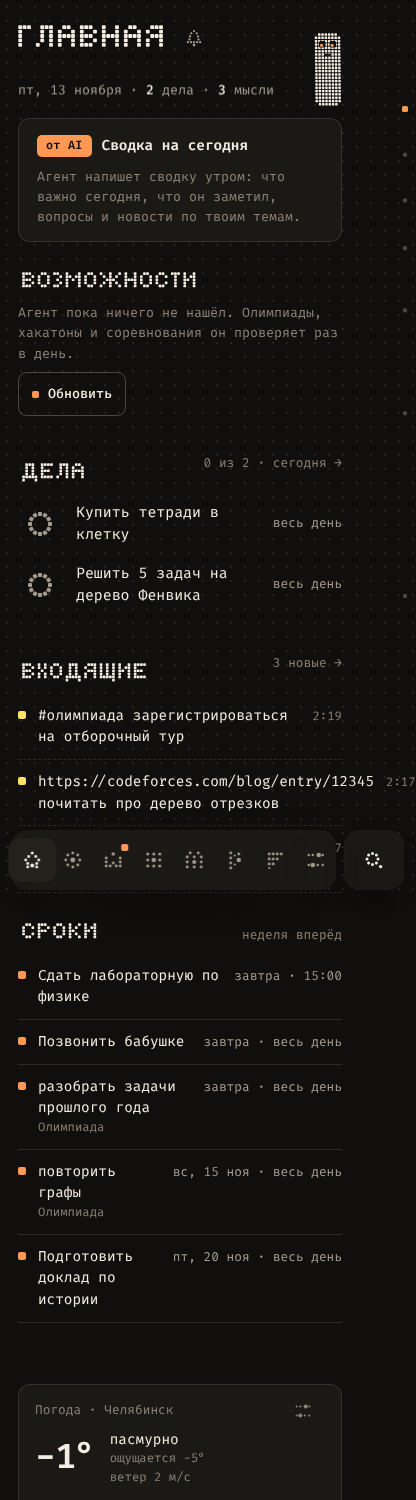 ГЛАВНАЯ
пт, 13 ноября · 2 дела · 3 мысли
от AI Сводка на сегодня
Агент напишет сводку утром: что
важно сегодня, что он заметил,
вопросы и новости по твоим темам.
ВОЗМОЖНОСТИ
Агент пока ничего не нашёл. Олимпиады,
хакатоны и соревнования он проверяет раз
в день.
Обновить
ДЕЛА
0 из 2 · сегодня →
Купить тетради в
клетку
весь день
Решить 5 задач на
дерево Фенвика
весь день
ВХОДЯЩИЕ
3 новые →
#олимпиада зарегистрироваться
на отборочный тур
2:19
https://codeforces.com/blog/entry/12345
почитать про дерево отрезков
2:17
7
СРОКИ
неделя вперёд
Сдать лабораторную по
физике
завтра · 15:00
Позвонить бабушке
завтра · весь день
разобрать задачи
прошлого года
Олимпиада
завтра · весь день
повторить
графы
Олимпиада
вс, 15 ноя · весь день
Подготовить
доклад по
истории
пт, 20 ноя · весь день
Погода · Челябинск
−1°
пасмурно
ощущается −5°
ветер 2 м/с